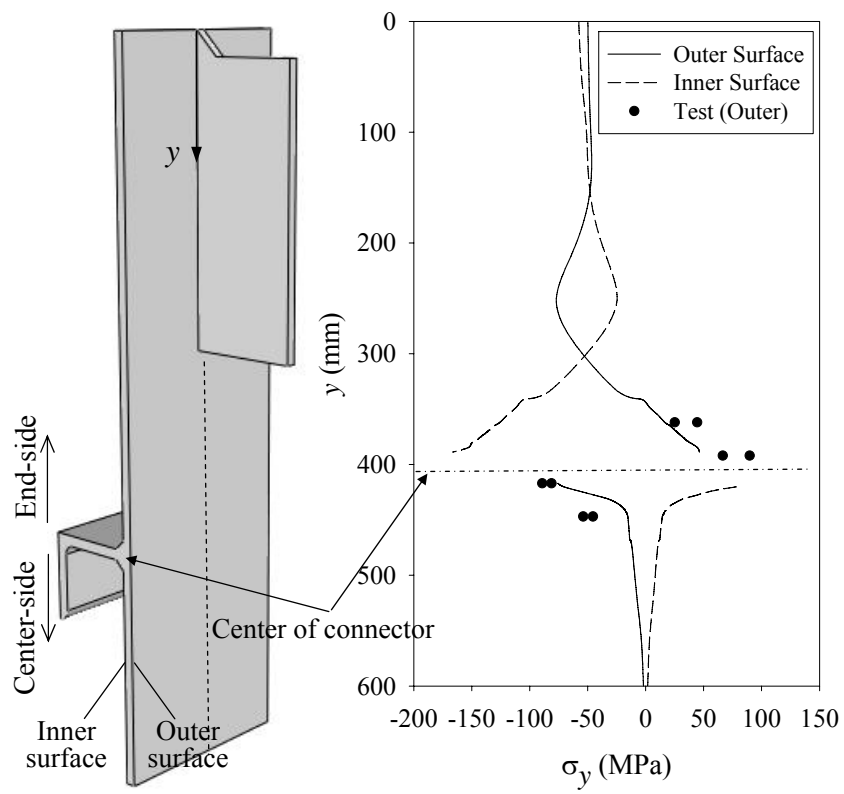 y
End-side
Center-side
Inner
surface
Outer
surface
Center of connector
Outer Surface
Inner Surface
Test (Outer)
0
100
200
300
400
500
600
y (mm)
-200 -150 -100 -50 0 50 100 150
σy (MPa)